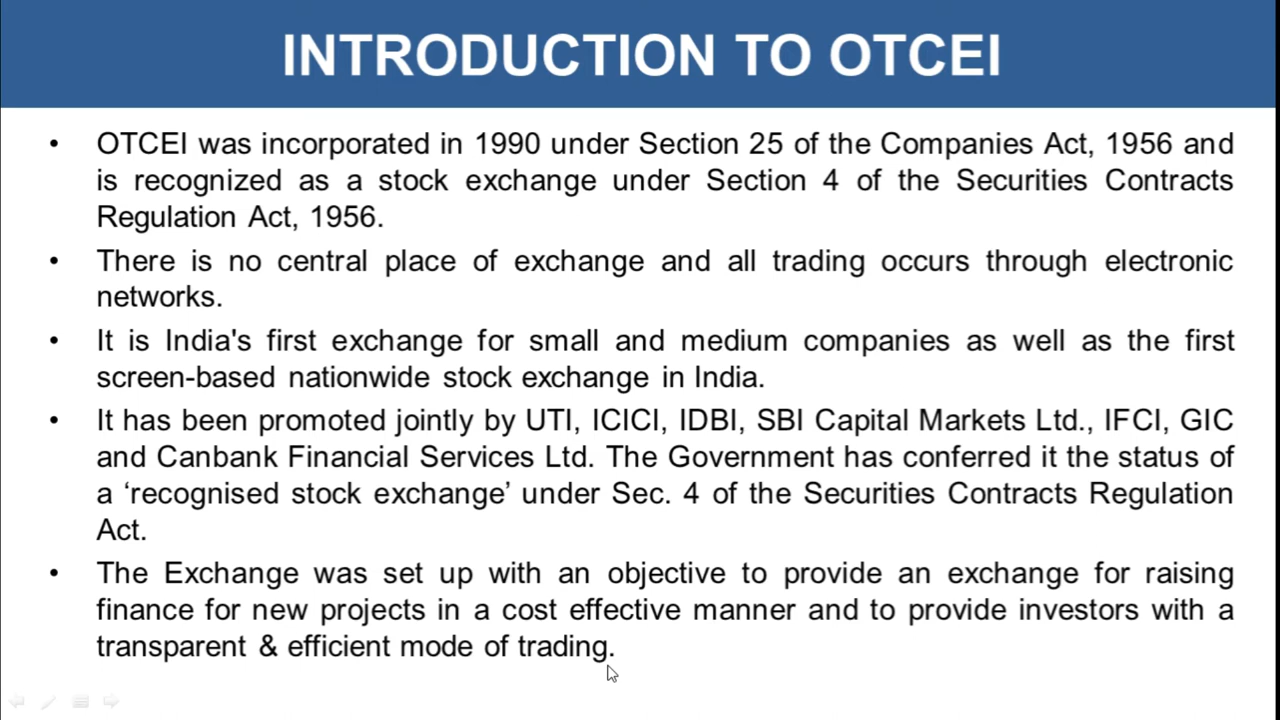 INTRODUCTION TO OTCEI
• OTCEI was incorporated in 1990 under Section 25 of the Companies Act, 1956 and
is recognized as a stock exchange under Section 4 of the Securities Contracts
Regulation Act, 1956.
• There is no central place of exchange and all trading occurs through electronic
networks.
• It is India's first exchange for small and medium companies as well as the first
screen-based nationwide stock exchange in India.
• It has been promoted jointly by UTI, ICICI, IDBI, SBI Capital Markets Ltd., IFCI, GIC
and Canbank Financial Services Ltd. The Government has conferred it the status of
a ‘recognised stock exchange’ under Sec. 4 of the Securities Contracts Regulation
Act.
• The Exchange was set up with an objective to provide an exchange for raising
finance for new projects in a cost effective manner and to provide investors with a
transparent & efficient mode of trading.